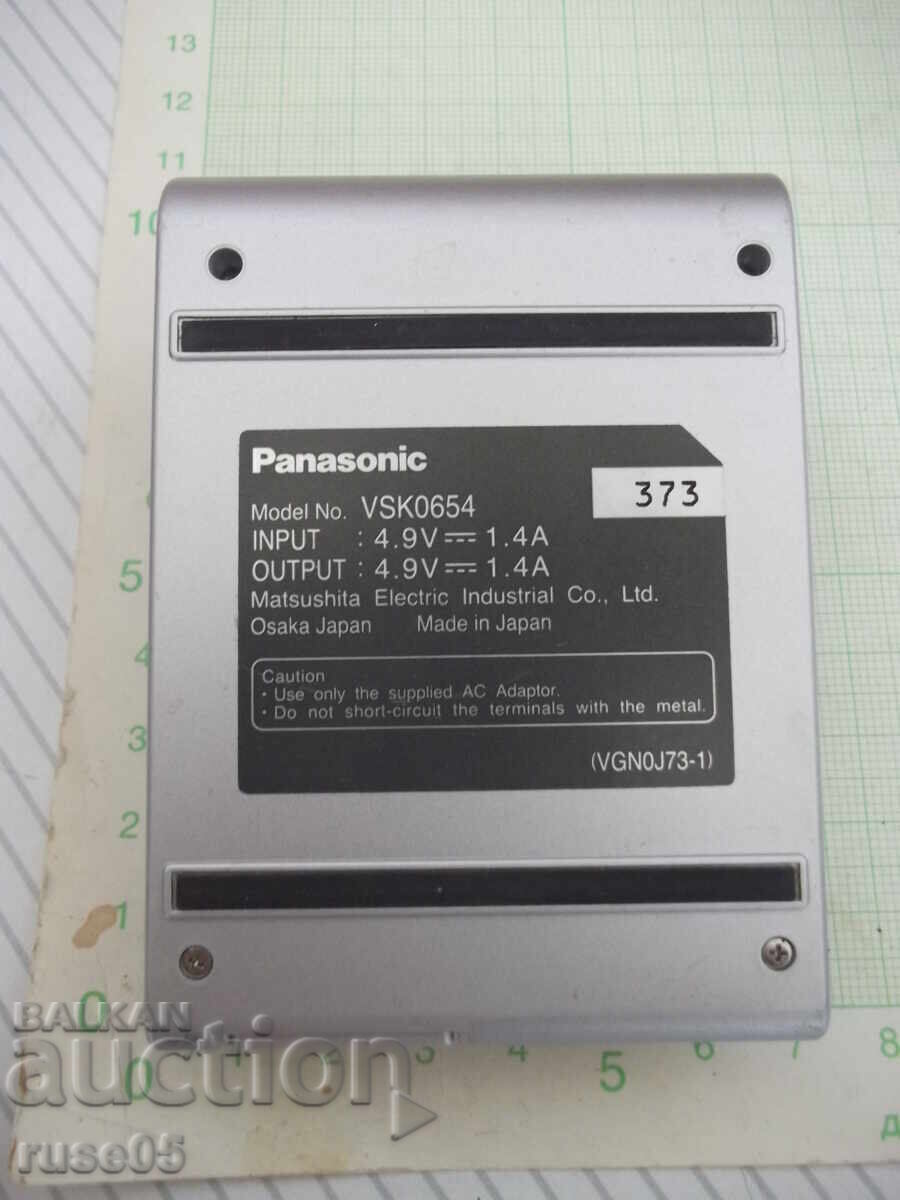 13
12
11
10
Panasonic
373
Model No. VSK0654
INPUT : 4.9V⎓1.4A
OUTPUT : 4.9V⎓1.4A
Matsushita Electric Industrial Co., Ltd.
Osaka Japan Made in Japan
Caution
· Use only the supplied AC Adaptor.
· Do not short-circuit the terminals with the metal.
(VGN0J73-1)
5
4
3
2
1
0
0 1 2 3 4 5 6 7 8
BALKAN
auction
ruse05